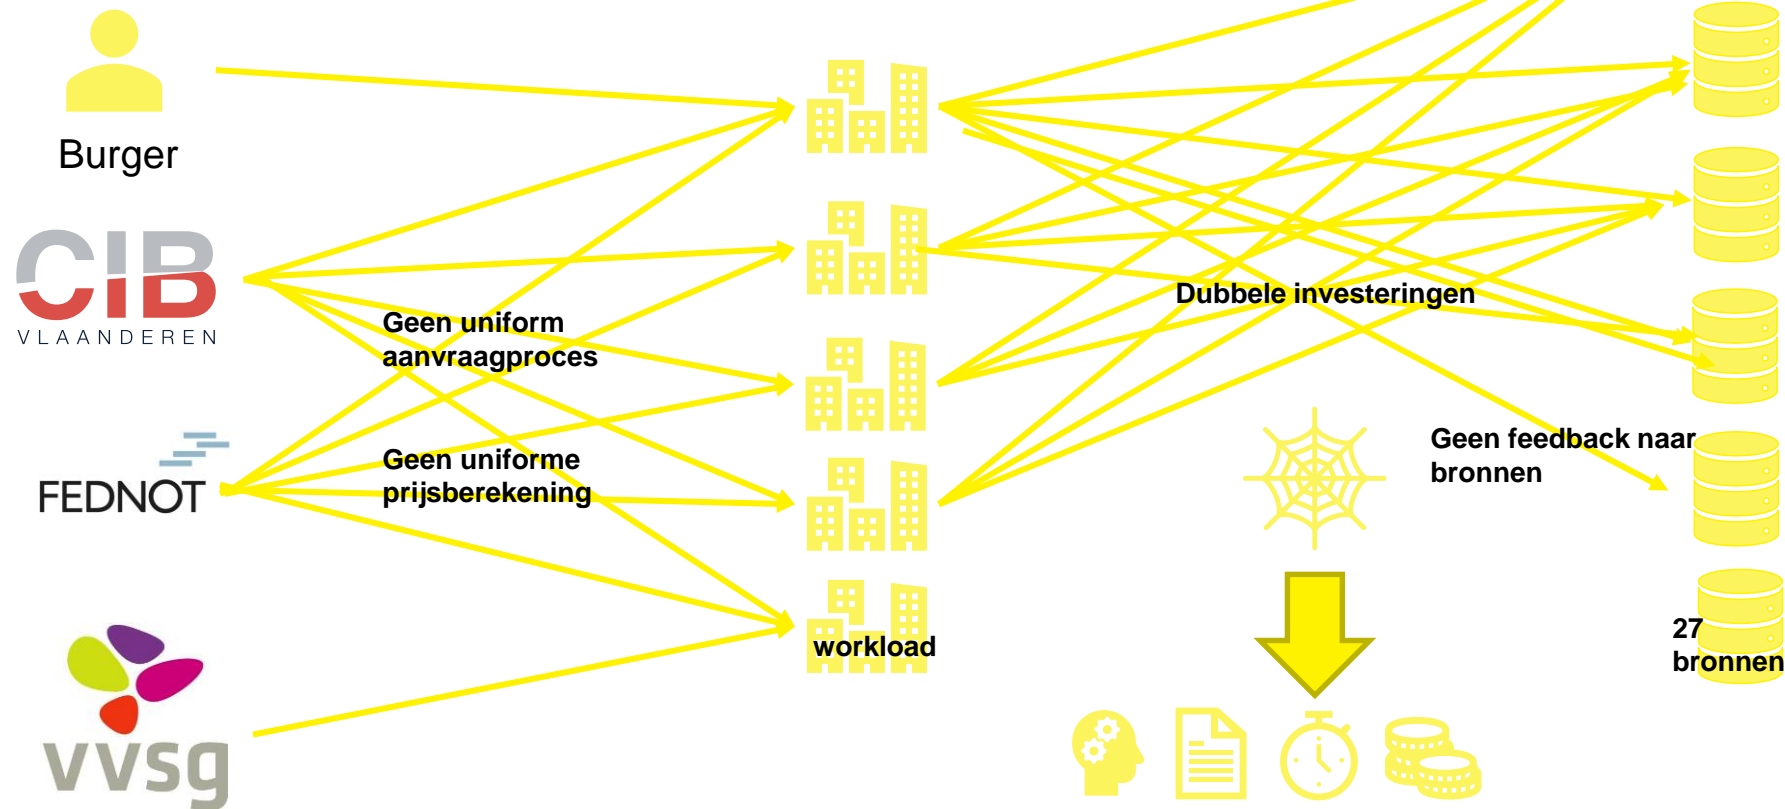 Burger
CIB
VLAANDEREN
Geen uniform
aanvraagproces
FEDNOT
Geen uniforme
prijsberekening
vvsg
workload
Dubbele investeringen
Geen feedback naar
bronnen
27
bronnen